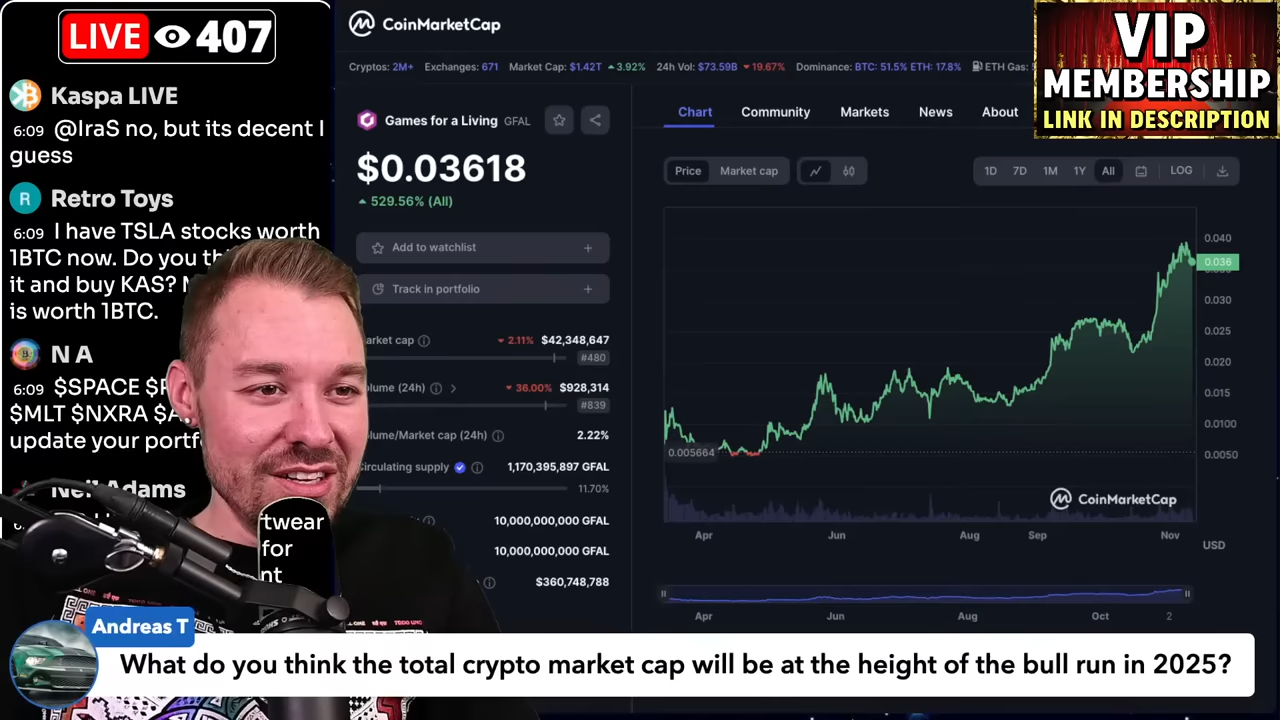 LIVE 407
Kaspa LIVE
6:09 @IraS no, but its decent I
guess
Retro Toys
6:09 I have TSLA stocks worth
1BTC now. Do you
it and buy KAS?
is worth 1BTC.
N A
6:09 $SPACE
$MLT $NXRA
update your
Neil Adams
twear
for
nt
CoinMarketCap
Cryptos: 2M+ Exchanges: 671 Market Cap: $1.42T 3.92% 24h Vol: $73.59B 19.67% Dominance: BTC: 51.5% ETH: 17.8% ETH Gas:
VIP
MEMBERSHIP
LINK IN DESCRIPTION
Games for a Living GFAL
$0.03618
529.56% (All)
Add to watchlist +
Track in portfolio +
arket cap 2.11% $42,348,647
#480
olume (24h) 36.00% $928,314
#839
olume/Market cap (24h) 2.22%
Circulating supply 1,170,395,897 GFAL
11.70%
10,000,000,000 GFAL
10,000,000,000 GFAL
$360,748,788
Chart Community Markets News About
Price Market cap 1D 7D 1M 1Y All LOG
0.040
0.036
0.030
0.025
0.020
0.015
0.0100
0.0050
0.005664
CoinMarketCap
Apr Jun Aug Sep Nov
USD
Apr Jun Aug Oct 2
Andreas T
What do you think the total crypto market cap will be at the height of the bull run in 2025?